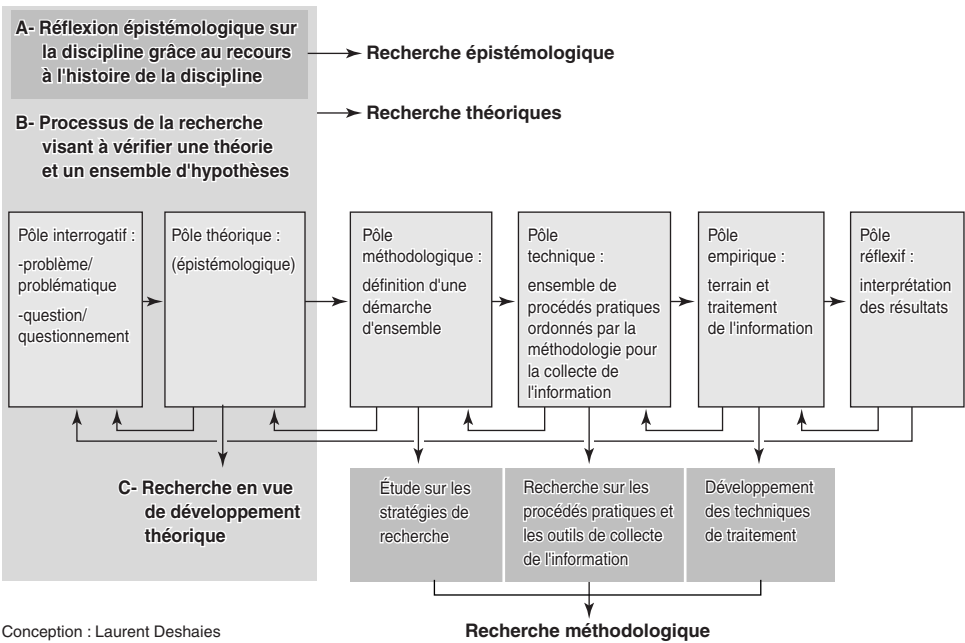 A- Réflexion épistémologique sur
la discipline grâce au recours
à l'histoire de la discipline
Recherche épistémologique
Recherche théoriques
B- Processus de la recherche
visant à vérifier une théorie
et un ensemble d'hypothèses
Pôle interrogatif :
-problème/
problématique
-question/
questionnement
Pôle théorique :
(épistémologique)
Pôle
méthodologique :
définition d'une
démarche
d'ensemble
Pôle
technique :
ensemble de
procédés pratiques
ordonnés par la
méthodologie pour
la collecte de
l'information
Pôle
empirique :
terrain et
traitement
de l'information
Pôle
réflexif :
interprétation
des résultats
C- Recherche en vue
de développement
théorique
Étude sur les
stratégies de
recherche
Recherche sur les
procédés pratiques et
les outils de collecte
de l'information
Développement
des techniques
de traitement
Conception : Laurent Deshaies
Recherche méthodologique